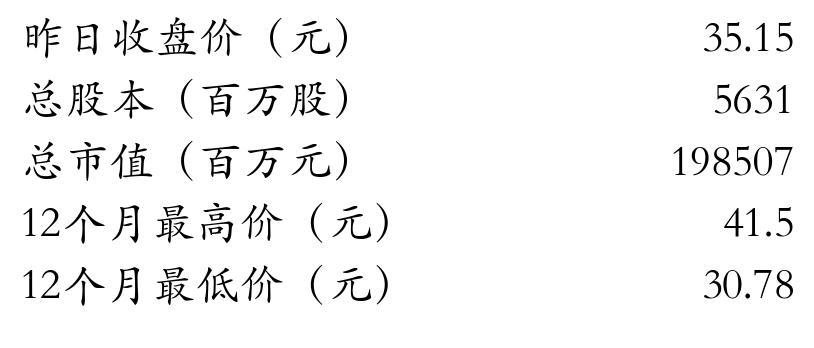 昨日收盘价（元） 35.15
总股本（百万股） 5631
总市值（百万元） 198507
12个月最高价（元） 41.5
12个月最低价（元） 30.78